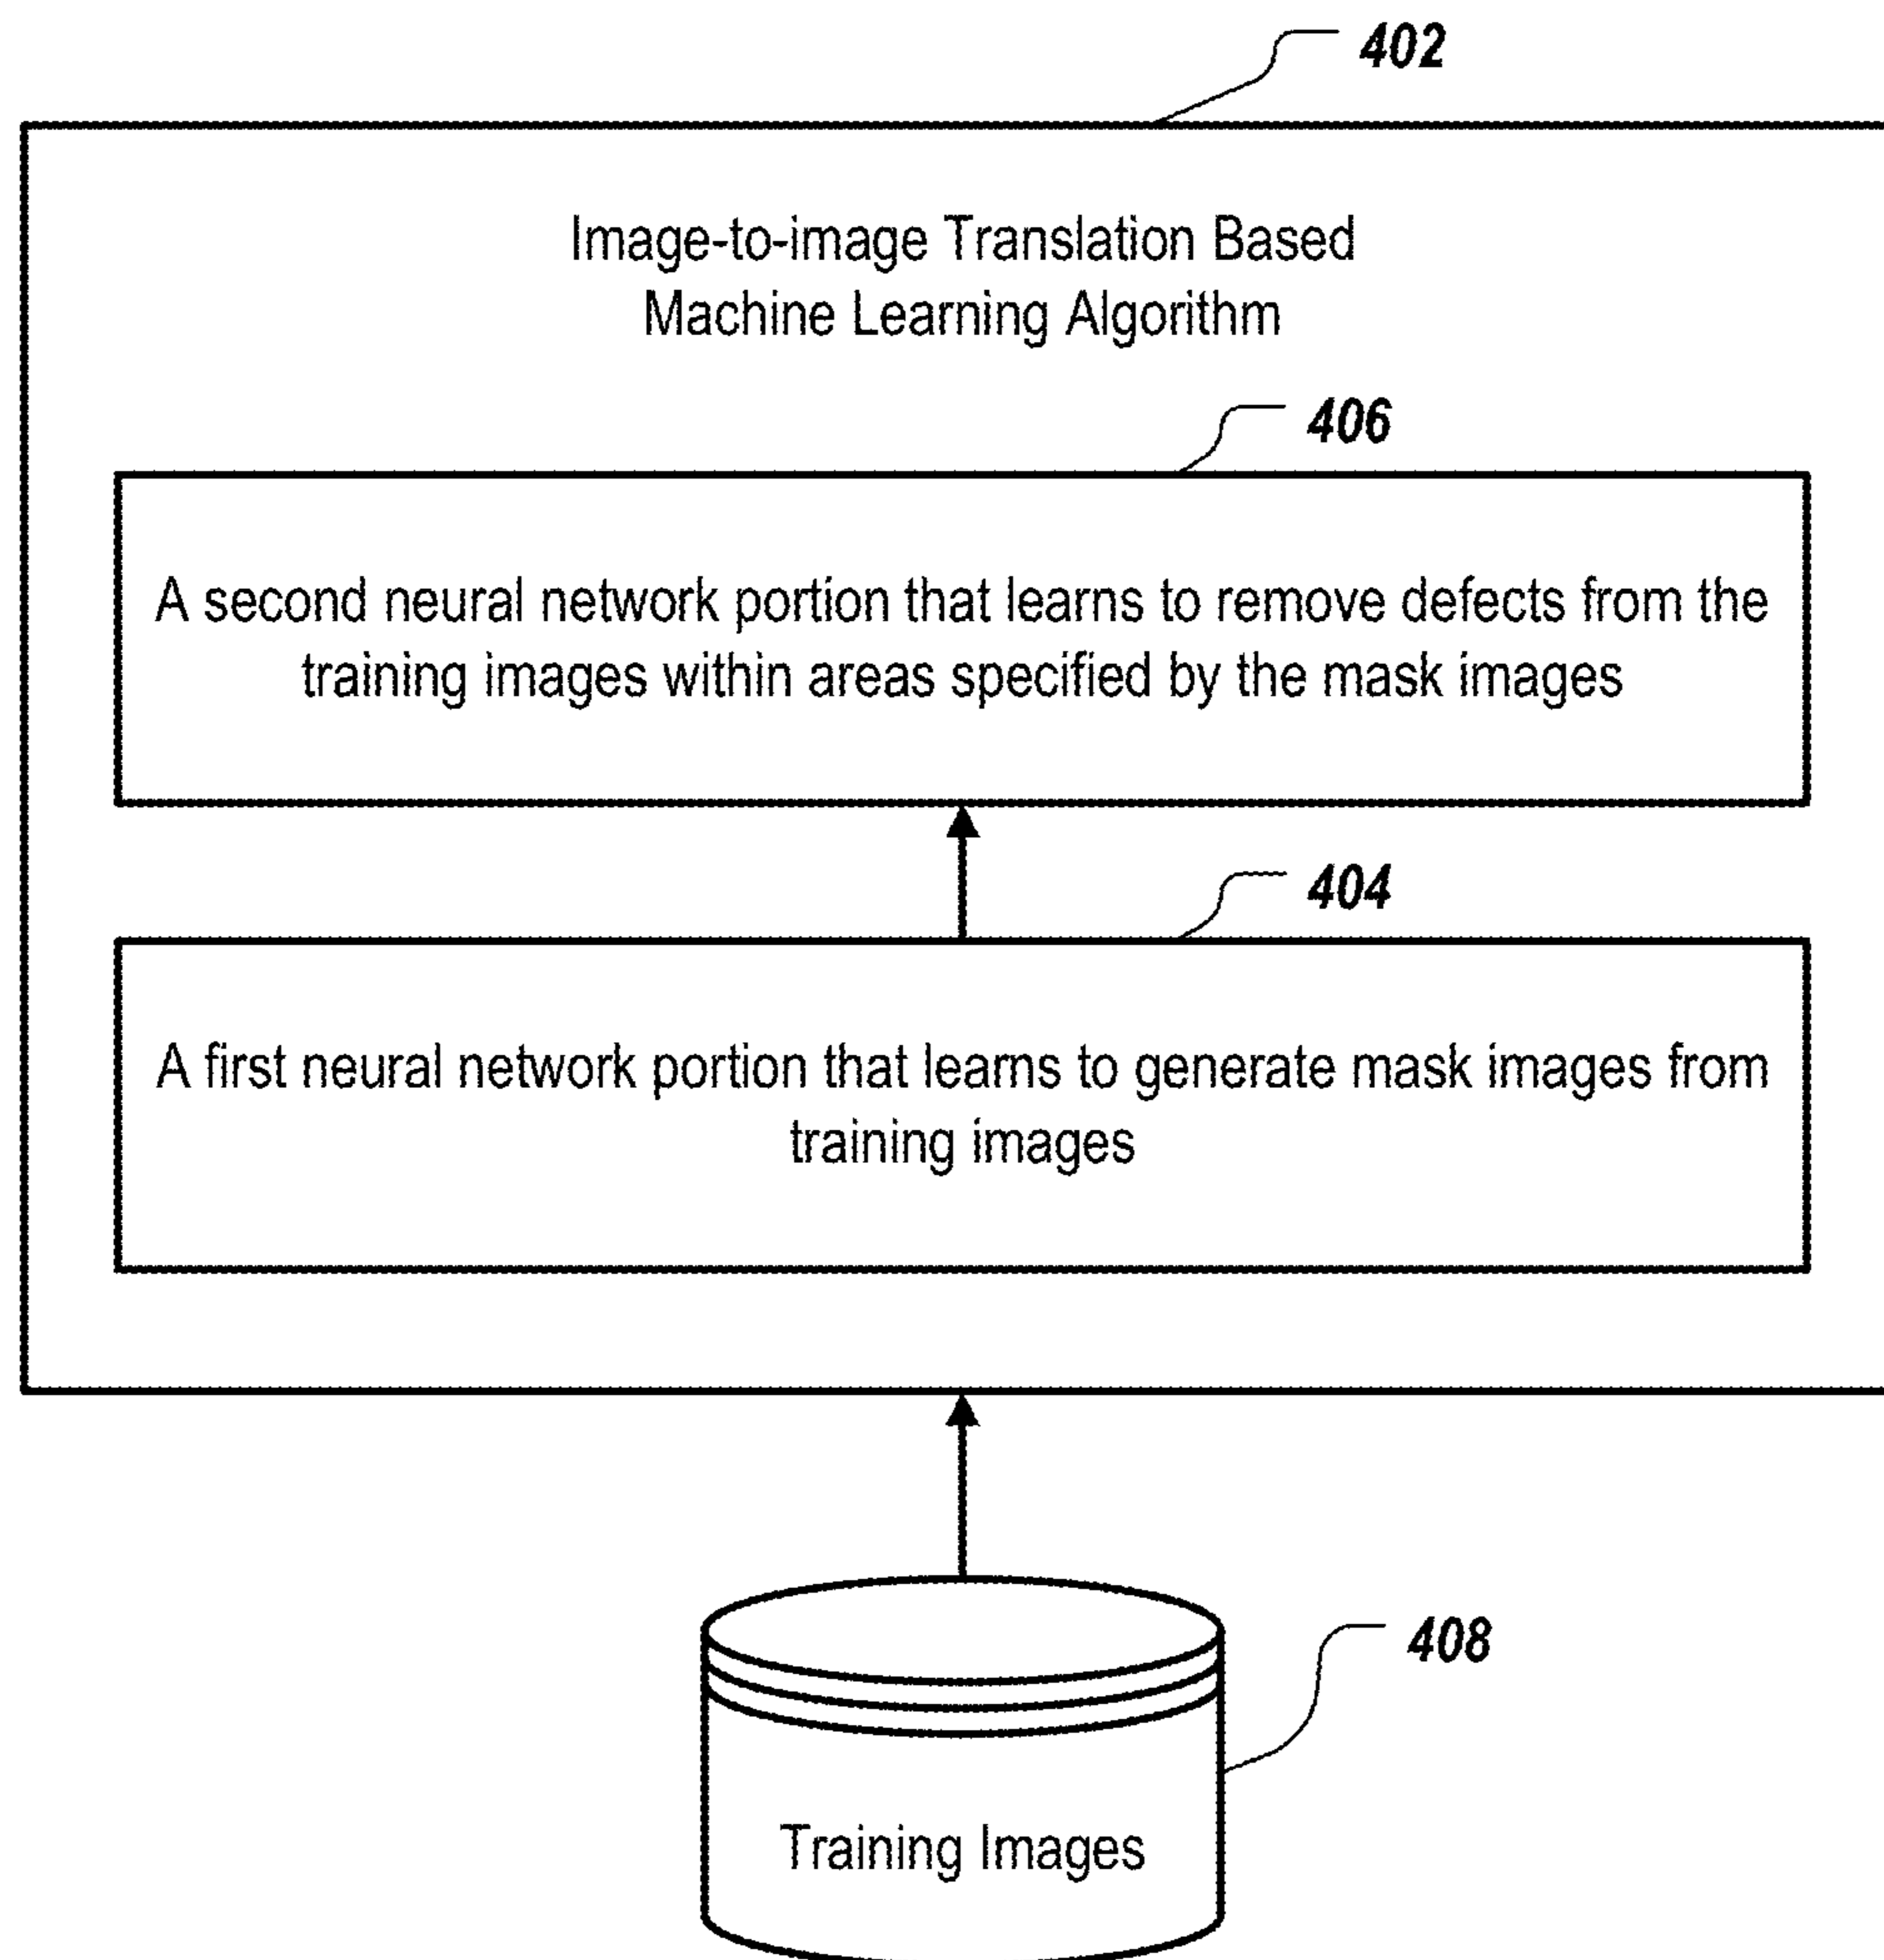 402
Image-to-image Translation Based
Machine Learning Algorithm
406
A second neural network portion that learns to remove defects from the
training images within areas specified by the mask images
404
A first neural network portion that learns to generate mask images from
training images
408
Training Images